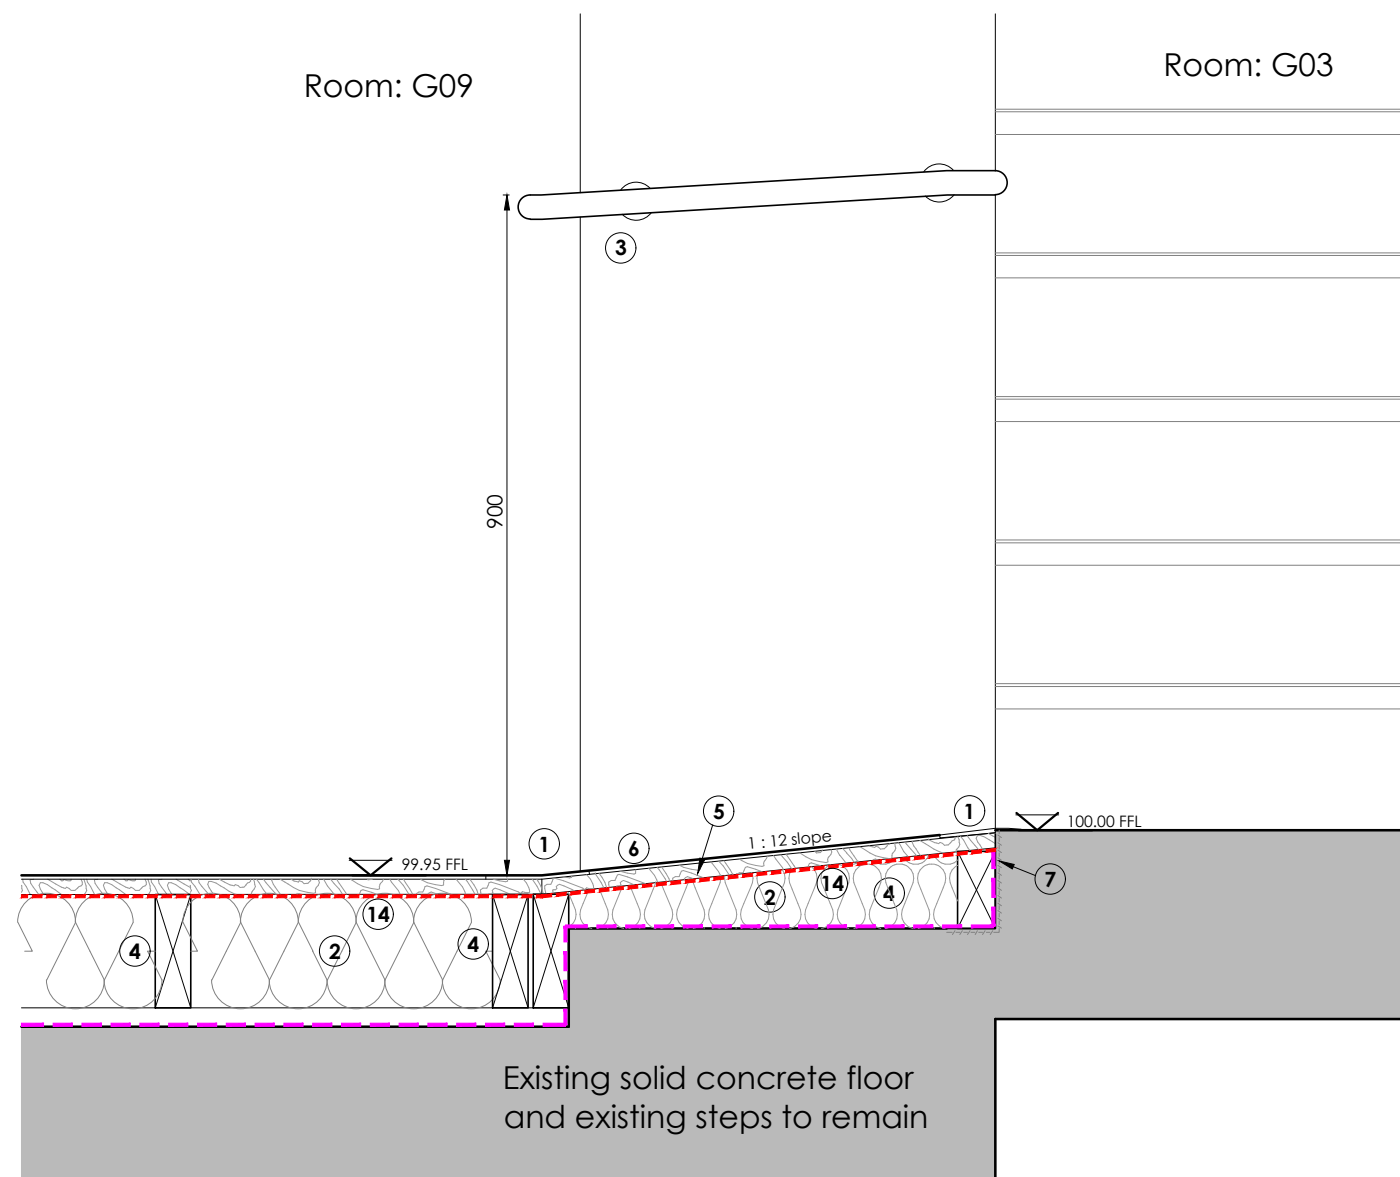 Room: G09
Room: G03
3
900
5
1
1
100.00 FFL
1 : 12 slope
6
99.95 FFL
7
14
2
4
14
4
2
4
Existing solid concrete floor
and existing steps to remain